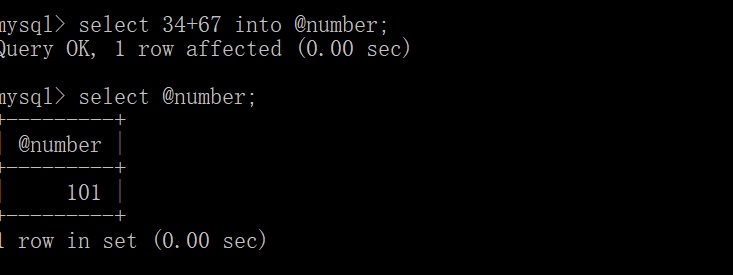 mysql> select 34+67 into @number;
Query OK, 1 row affected (0.00 sec)
mysql> select @number;
+---------+
| @number |
+---------+
|     101 |
+---------+
1 row in set (0.00 sec)